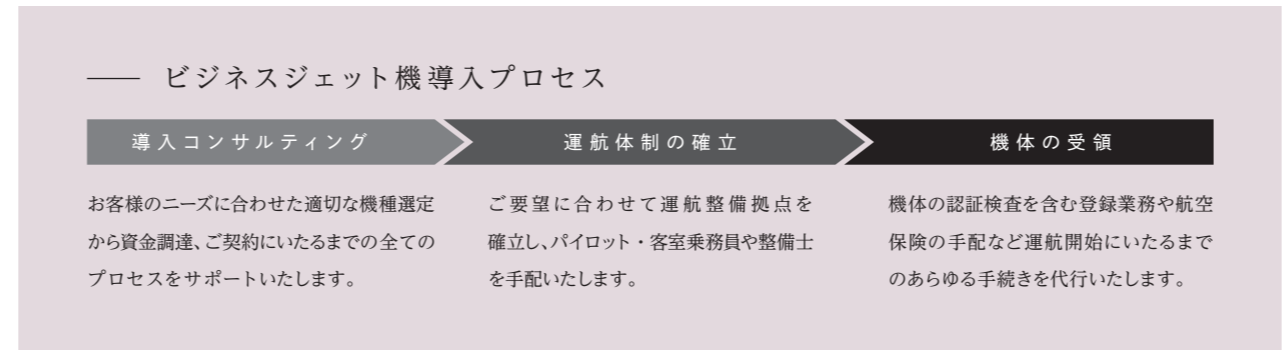 ビジネスジェット機導入プロセス
導入コンサルティング
運航体制の確立
機体の受領
お客様のニーズに合わせた適切な機種選定
から資金調達、ご契約にいたるまでの全ての
プロセスをサポートいたします。
ご要望に合わせて運航整備拠点を
確立し、パイロット・客室乗務員や整備士
を手配いたします。
機体の認証検査を含む登録業務や航空
保険の手配など運航開始にいたるまで
のあらゆる手続きを代行いたします。